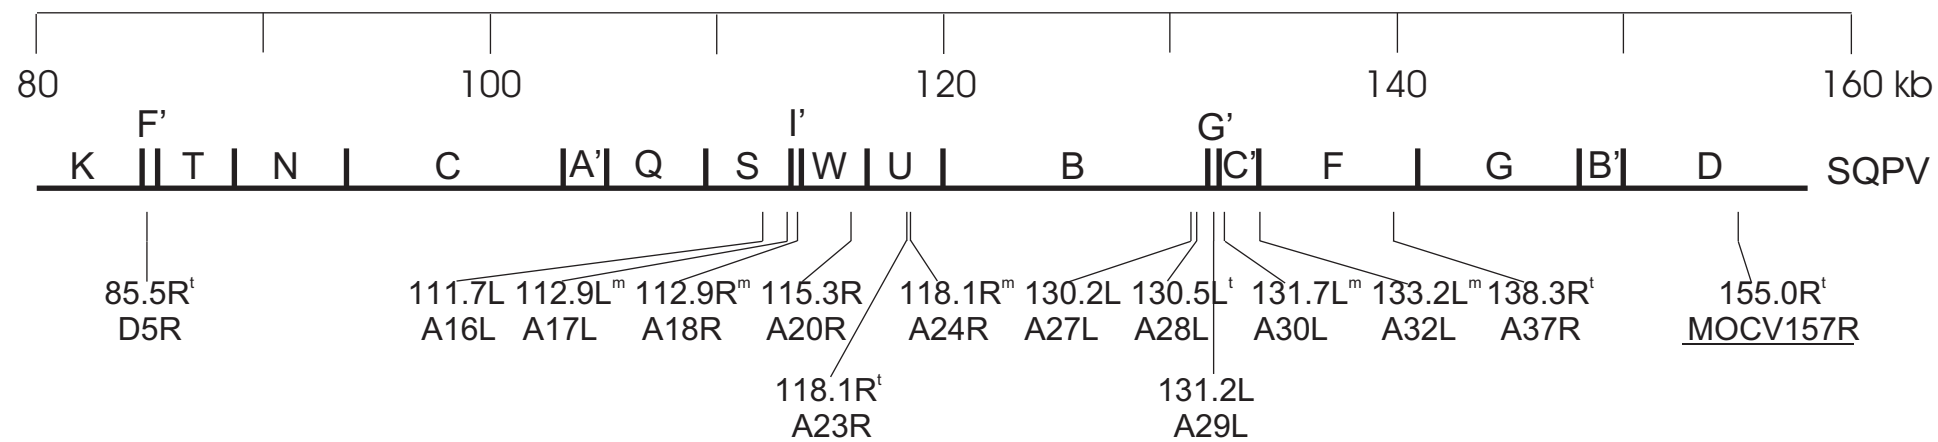 80 100 120 140 160 kb
F’ I’ G’
K T N C A’ Q S W U B C’ F G B’ D SQPV
85.5Rᵗ 111.7L 112.9Lᵐ 112.9Rᵐ 115.3R 118.1Rᵐ 130.2L 130.5Lᵗ 131.7Lᵐ 133.2Lᵐ 138.3Rᵗ 155.0Rᵗ
D5R A16L A17L A18R A20R A24R A27L A28L A30L A32L A37R MOCV157R
118.1Rᵗ 131.2L
A23R A29L